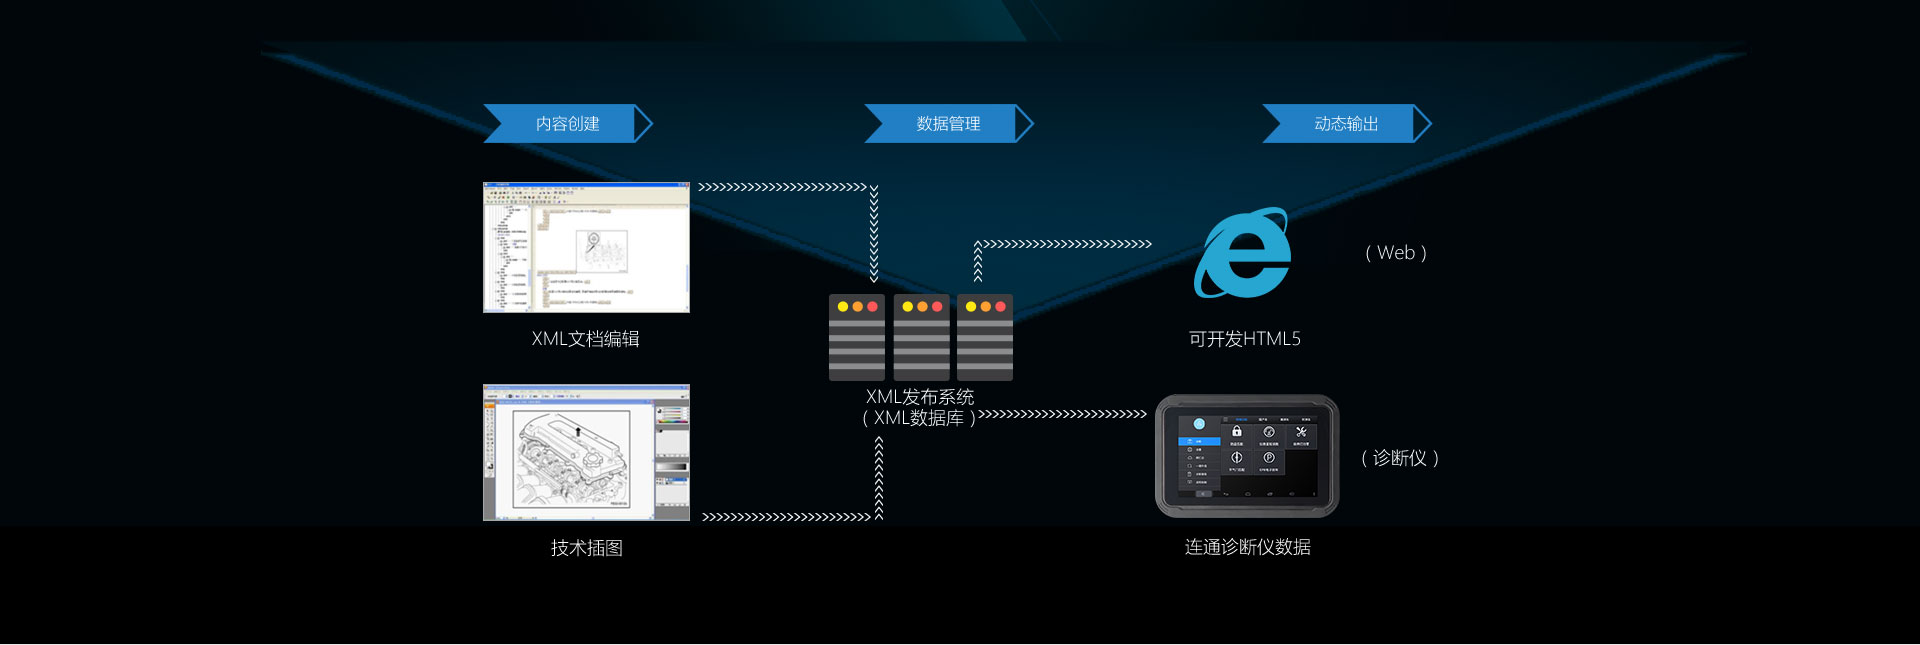 内容创建
数据管理
动态输出
XML文档编辑
（Web）
可开发HTML5
XML发布系统
（XML数据库）
（诊断仪）
技术插图
连通诊断仪数据